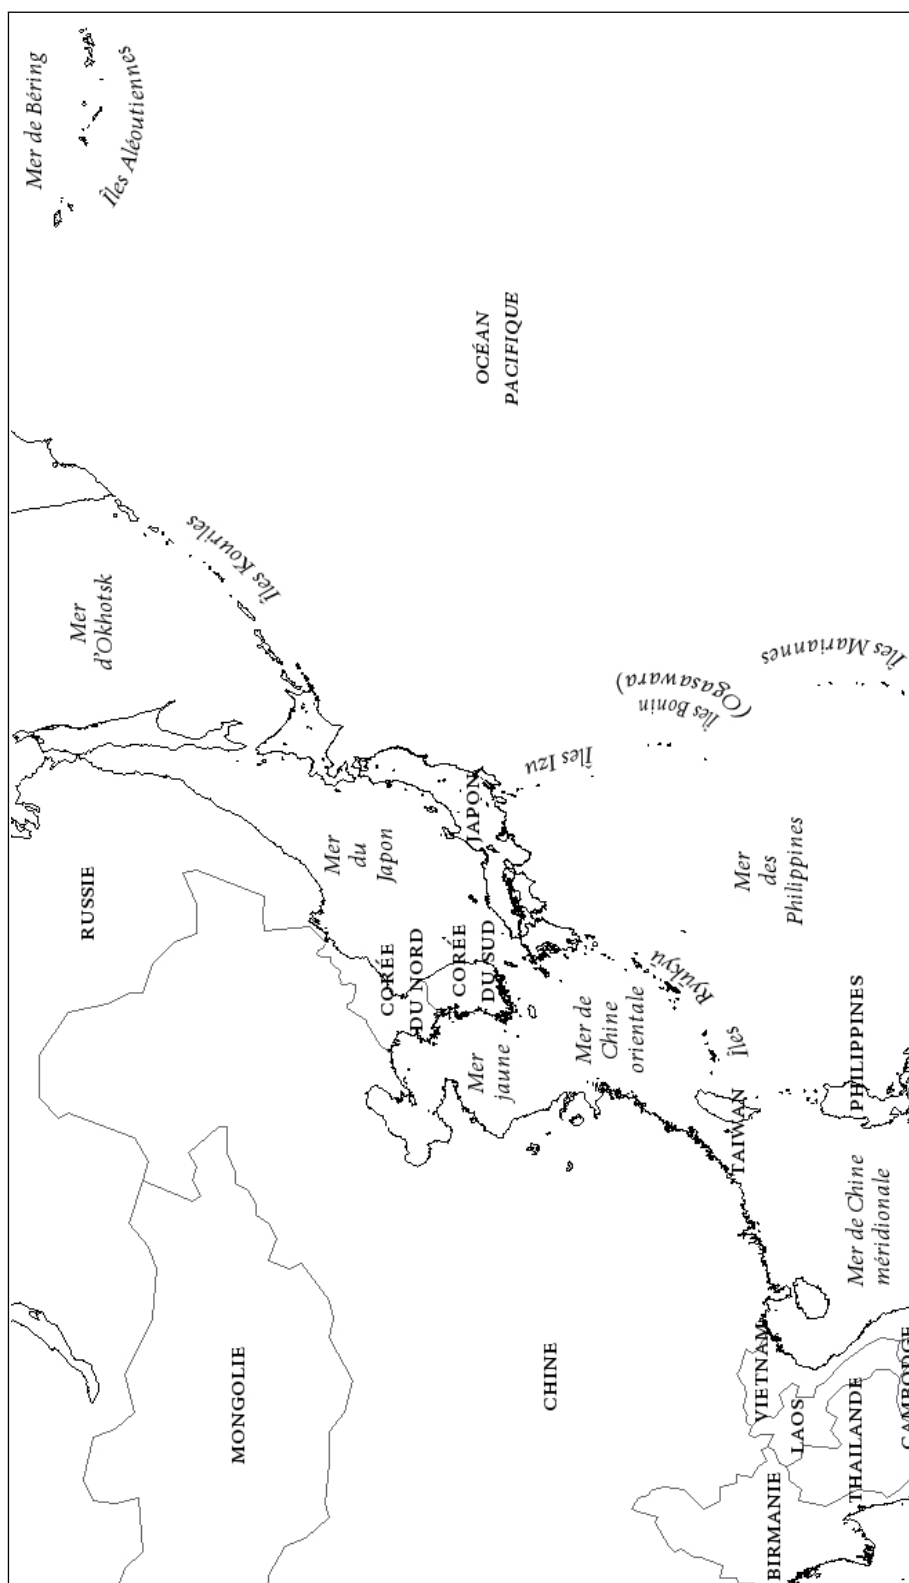 Mer de Béring
Îles Aléoutiennes
OCÉAN
PACIFIQUE
Îles Kouriles
Mer
d'Okhotsk
Îles Mariannes
Îles Bonin
(Ogasawara)
Îles Izu
JAPON
Mer
du
Japon
RUSSIE
Mer
des
Philippines
CORÉE
DU NORD
CORÉE
DU SUD
Îles Ryūkyū
Mer de
Chine
orientale
Mer
jaune
PHILIPPINES
TAIWAN
Mer de Chine
méridionale
MONGOLIE
CHINE
VIETNAM
LAOS
THAILANDE
CAMBODGE
BIRMANIE